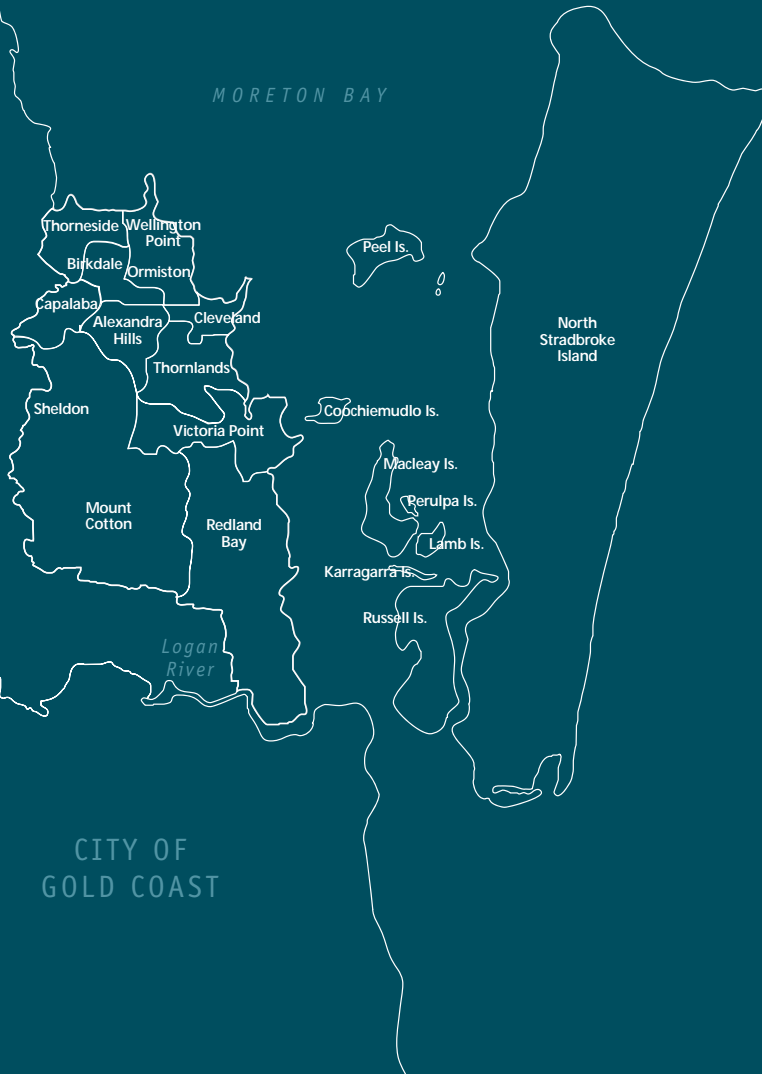 MORETON BAY
Thorneside
Wellington
Point
Peel Is.
Birkdale
Ormiston
Capalaba
Alexandra
Hills
Cleveland
North
Stradbroke
Island
Thornlands
Sheldon
Coochiemudlo Is.
Victoria Point
Macleay Is.
Perulpa Is.
Mount
Cotton
Redland
Bay
Lamb Is.
Karragarra Is.
Russell Is.
Logan
River
CITY OF
GOLD COAST